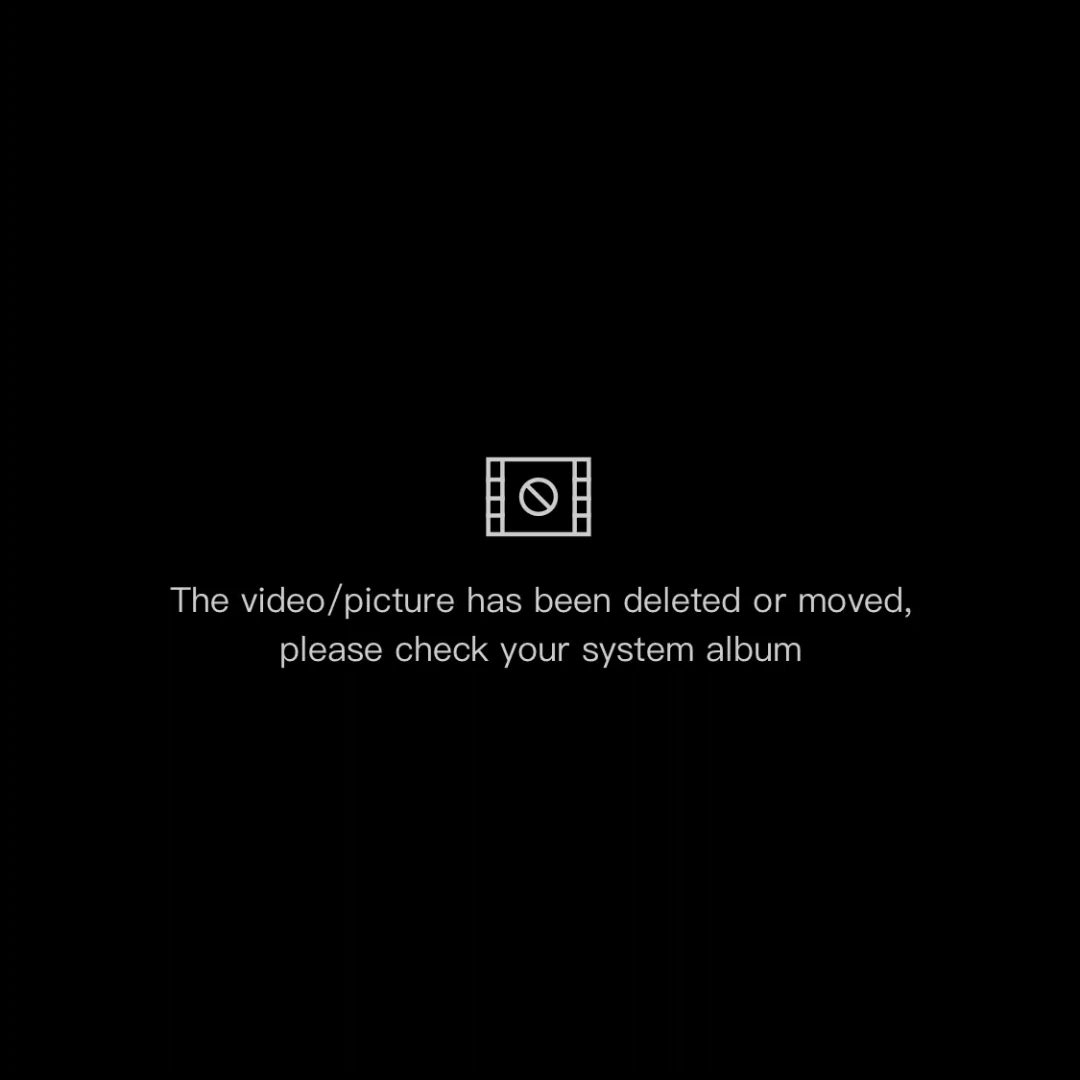 The video/picture has been deleted or moved,
please check your system album